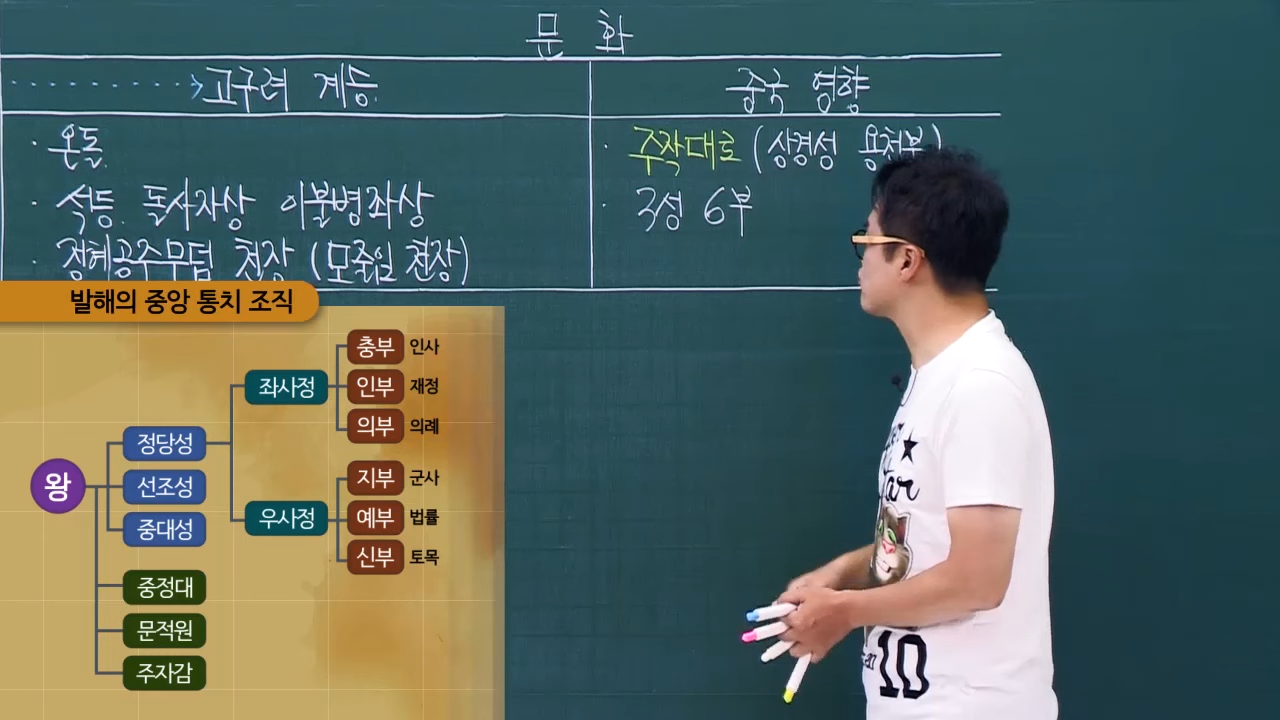 문 화
고구려 계통
중국 영향
· 온돌
· 석등. 돌사자상 이불병좌상
· 정혜공주무덤 천장 (모줄임 천장)
· 주작대로 (상경성 용천부)
· 3성 6부
발해의 중앙 통치 조직
왕
정당성
선조성
중대성
중정대
문적원
주자감
좌사정
충부 인사
인부 재정
의부 의례
우사정
지부 군사
예부 법률
신부 토목
10